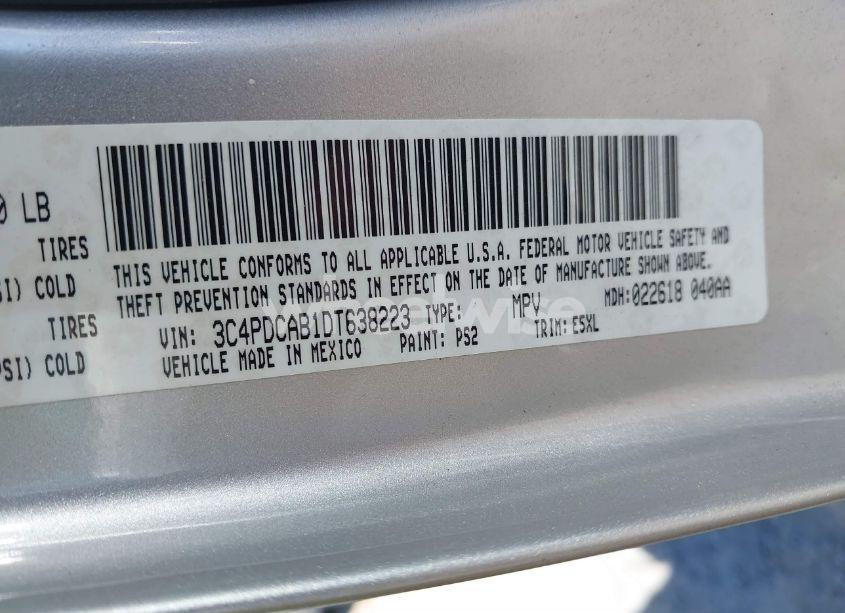 0 LB
TIRES
SI) COLD
TIRES
PSI) COLD
THIS VEHICLE CONFORMS TO ALL APPLICABLE U.S.A. FEDERAL MOTOR VEHICLE SAFETY AND
THEFT PREVENTION STANDARDS IN EFFECT ON THE DATE OF MANUFACTURE SHOWN ABOVE.
VIN: 3C4PDCAB1DT638223 TYPE: MPV MDH:022618 040AA
VEHICLE MADE IN MEXICO PAINT: PS2 TRIM: E5XL